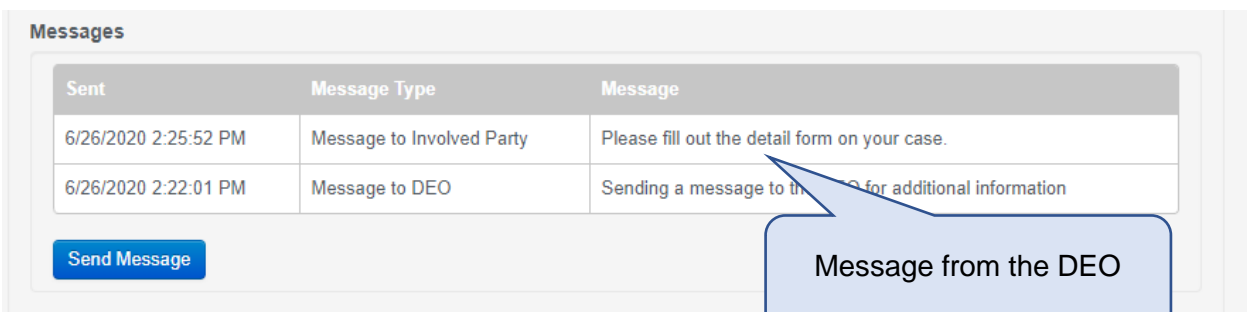 Messages
Sent Message Type Message
6/26/2020 2:25:52 PM Message to Involved Party Please fill out the detail form on your case.
6/26/2020 2:22:01 PM Message to DEO Sending a message to for additional information
Send Message
Message from the DEO